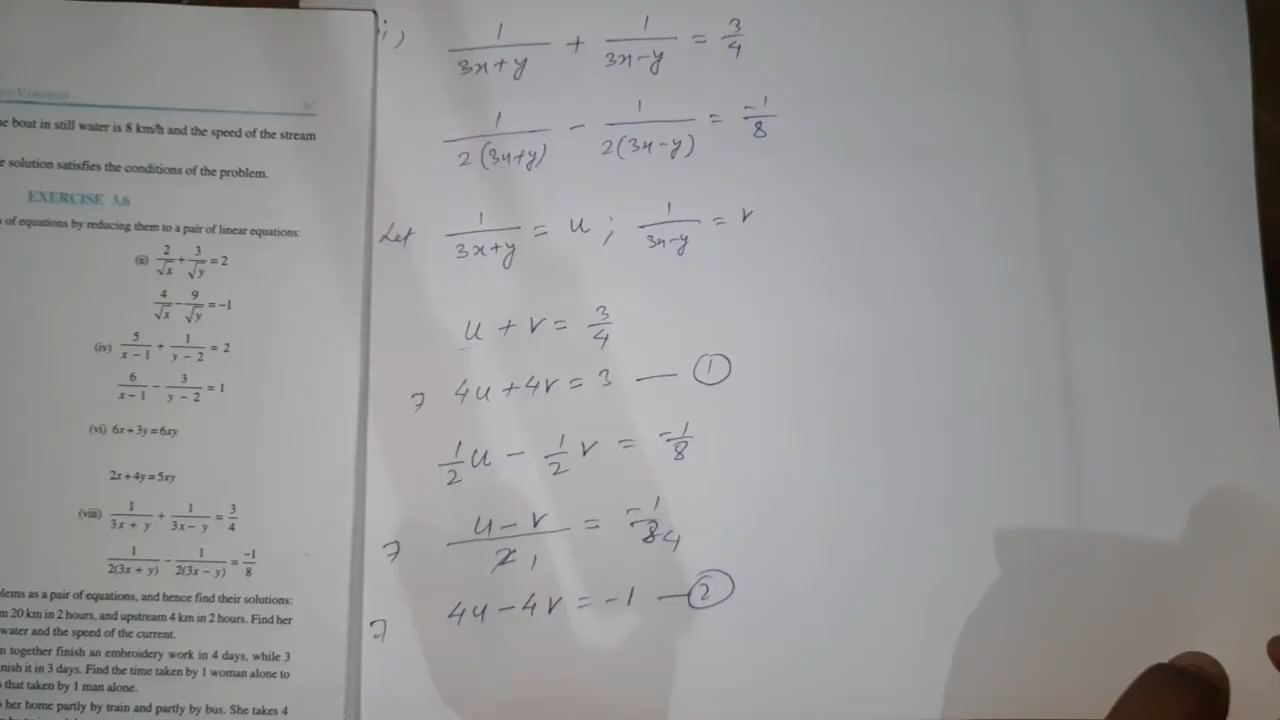 67
e boat in still water is 8 km/h and the speed of the stream
e solution satisfies the conditions of the problem.
EXERCISE 3.6
of equations by reducing them to a pair of linear equations:
(ii) 2/√x + 3/√y = 2
4/√x - 9/√y = -1
(iv) 5/(x - 1) + 1/(y - 2) = 2
6/(x - 1) - 3/(y - 2) = 1
(vi) 6x + 3y = 6xy
2x + 4y = 5xy
(viii) 1/(3x + y) + 1/(3x - y) = 3/4
1/(2(3x + y)) - 1/(2(3x - y)) = -1/8
lems as a pair of equations, and hence find their solutions:
20 km in 2 hours, and upstream 4 km in 2 hours. Find her
water and the speed of the current.
together finish an embroidery work in 4 days, while 3
nish it in 3 days. Find the time taken by 1 woman alone to
that taken by 1 man alone.
her home partly by train and partly by bus. She takes 4
i) 1/(3x+y) + 1/(3x-y) = 3/4
1/(2(3x+y)) - 1/(2(3x-y)) = -1/8
Let 1/(3x+y) = u ; 1/(3x-y) = v
u + v = 3/4
⇒ 4u + 4v = 3 — ①
1/2 u - 1/2 v = -1/8
⇒ (u - v)/2 1 = -1/8 4
⇒ 4u - 4v = -1 — ②